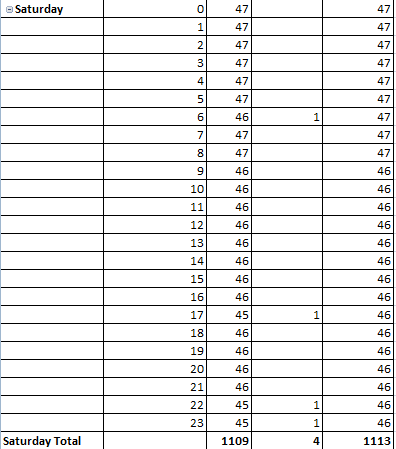 Saturday 0 47 47
1 47 47
2 47 47
3 47 47
4 47 47
5 47 47
6 46 1 47
7 47 47
8 47 47
9 46 46
10 46 46
11 46 46
12 46 46
13 46 46
14 46 46
15 46 46
16 46 46
17 45 1 46
18 46 46
19 46 46
20 46 46
21 46 46
22 45 1 46
23 45 1 46
Saturday Total 1109 4 1113